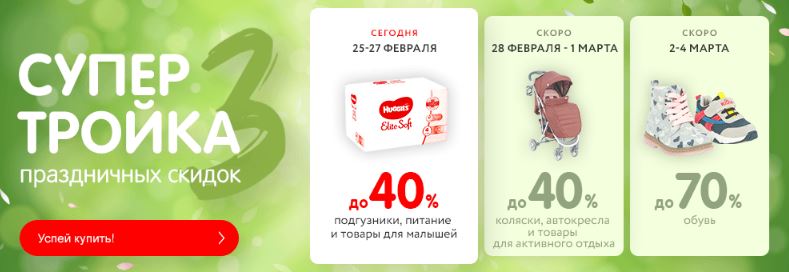 СУПЕР
ТРОЙКА
3
праздничных скидок
Успей купить!
СЕГОДНЯ
25-27 ФЕВРАЛЯ
HUGGIES
Elite Soft
4
до 40%
подгузники, питание
и товары для малышей
СКОРО
28 ФЕВРАЛЯ - 1 МАРТА
до 40%
коляски, автокресла
и товары
для активного отдыха
СКОРО
2-4 МАРТА
до 70%
обувь